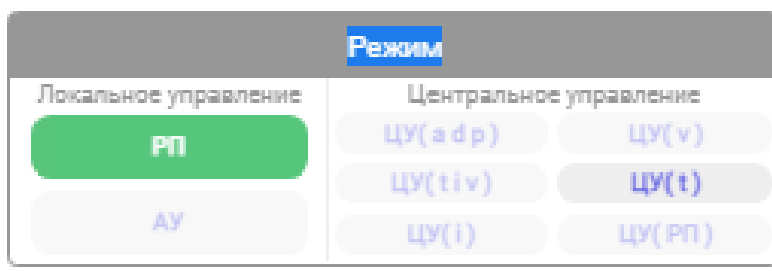 Режим
Локальное управление
Центральное управление
РП
АУ
ЦУ(adp)
ЦУ(v)
ЦУ(tiv)
ЦУ(t)
ЦУ(i)
ЦУ(РП)